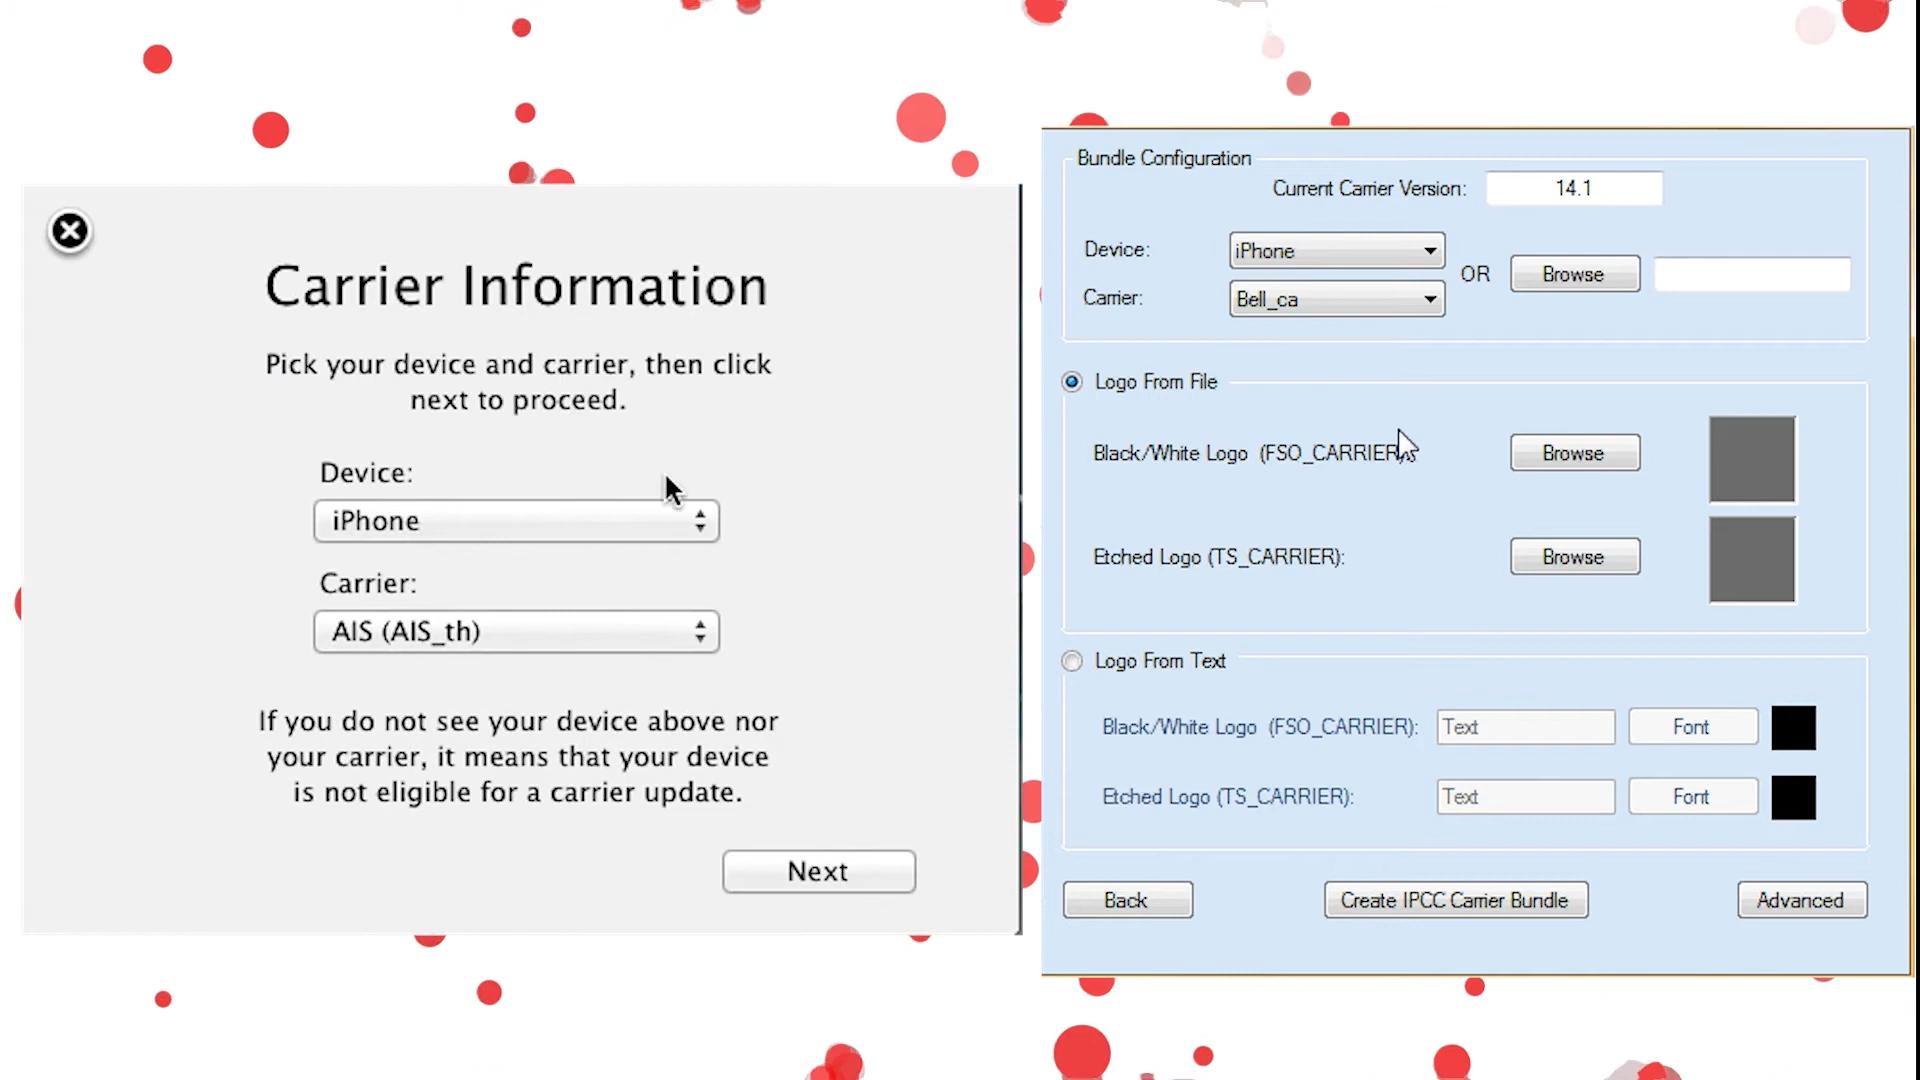 Carrier Information
Pick your device and carrier, then click
next to proceed.
Device:
iPhone
Carrier:
AIS (AIS_th)
If you do not see your device above nor
your carrier, it means that your device
is not eligible for a carrier update.
Next
Bundle Configuration
Current Carrier Version: 14.1
Device: iPhone
OR Browse
Carrier: Bell_ca
Logo From File
Black/White Logo (FSO_CARRIER): Browse
Etched Logo (TS_CARRIER): Browse
Logo From Text
Black/White Logo (FSO_CARRIER): Text Font
Etched Logo (TS_CARRIER): Text Font
Back Create IPCC Carrier Bundle Advanced